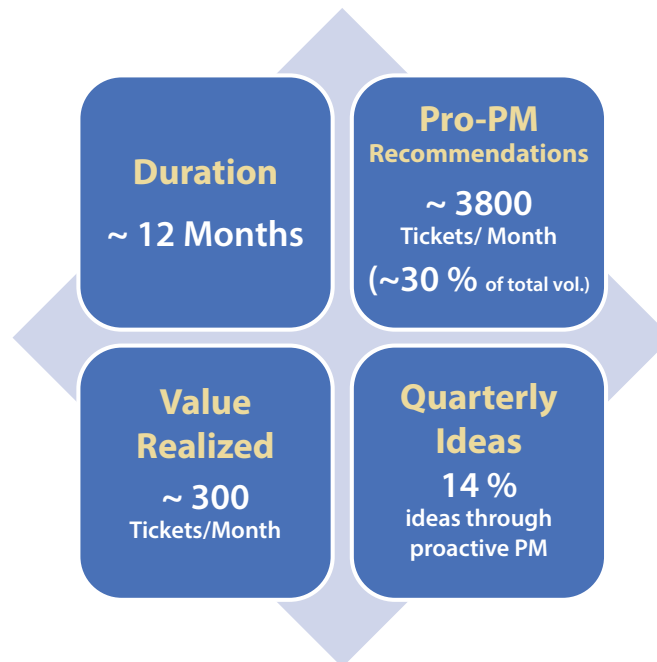 Duration
~ 12 Months
Pro-PM
Recommendations
~ 3800
Tickets/ Month
(~30 % of total vol.)
Value
Realized
~ 300
Tickets/Month
Quarterly
Ideas
14 %
ideas through
proactive PM